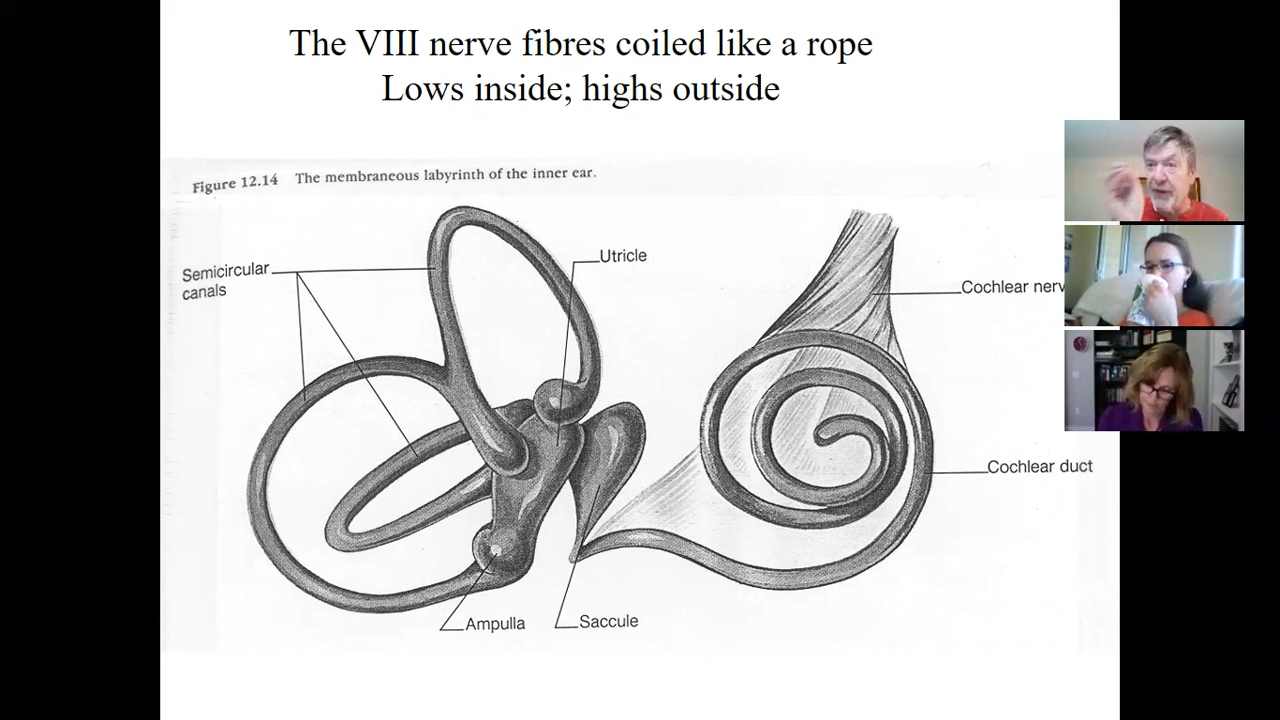 The VIII nerve fibres coiled like a rope
Lows inside; highs outside
Figure 12.14 The membraneous labyrinth of the inner ear.
Semicircular
canals
Utricle
Cochlear nerv
Cochlear duct
Ampulla
Saccule